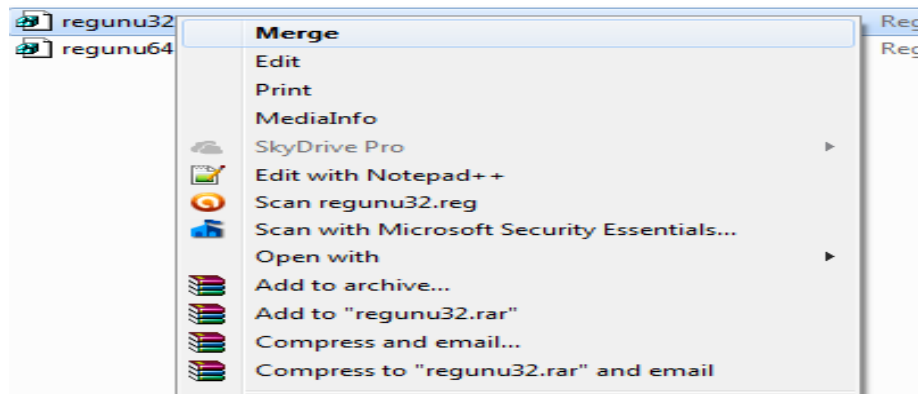 regunu32 Reg
regunu64 Reg
Merge
Edit
Print
MediaInfo
SkyDrive Pro
Edit with Notepad++
Scan regunu32.reg
Scan with Microsoft Security Essentials...
Open with
Add to archive...
Add to "regunu32.rar"
Compress and email...
Compress to "regunu32.rar" and email